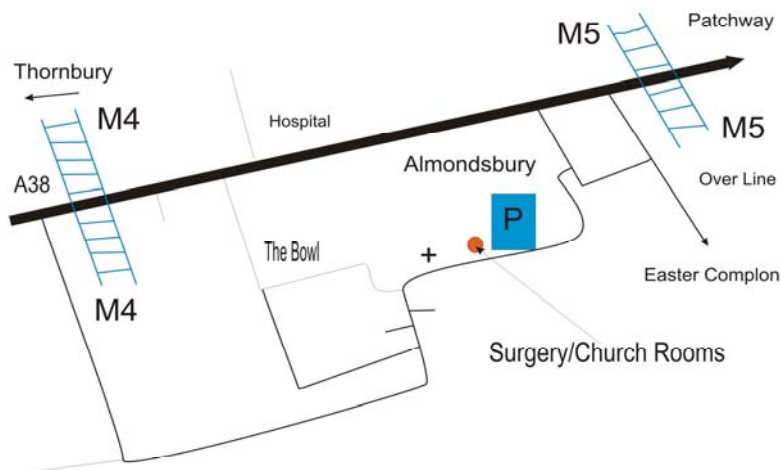 Patchway
M5
Thornbury
M4
Hospital
M5
Almondsbury
A38
Over Line
P
The Bowl
+
Easter Complon
M4
Surgery/Church Rooms